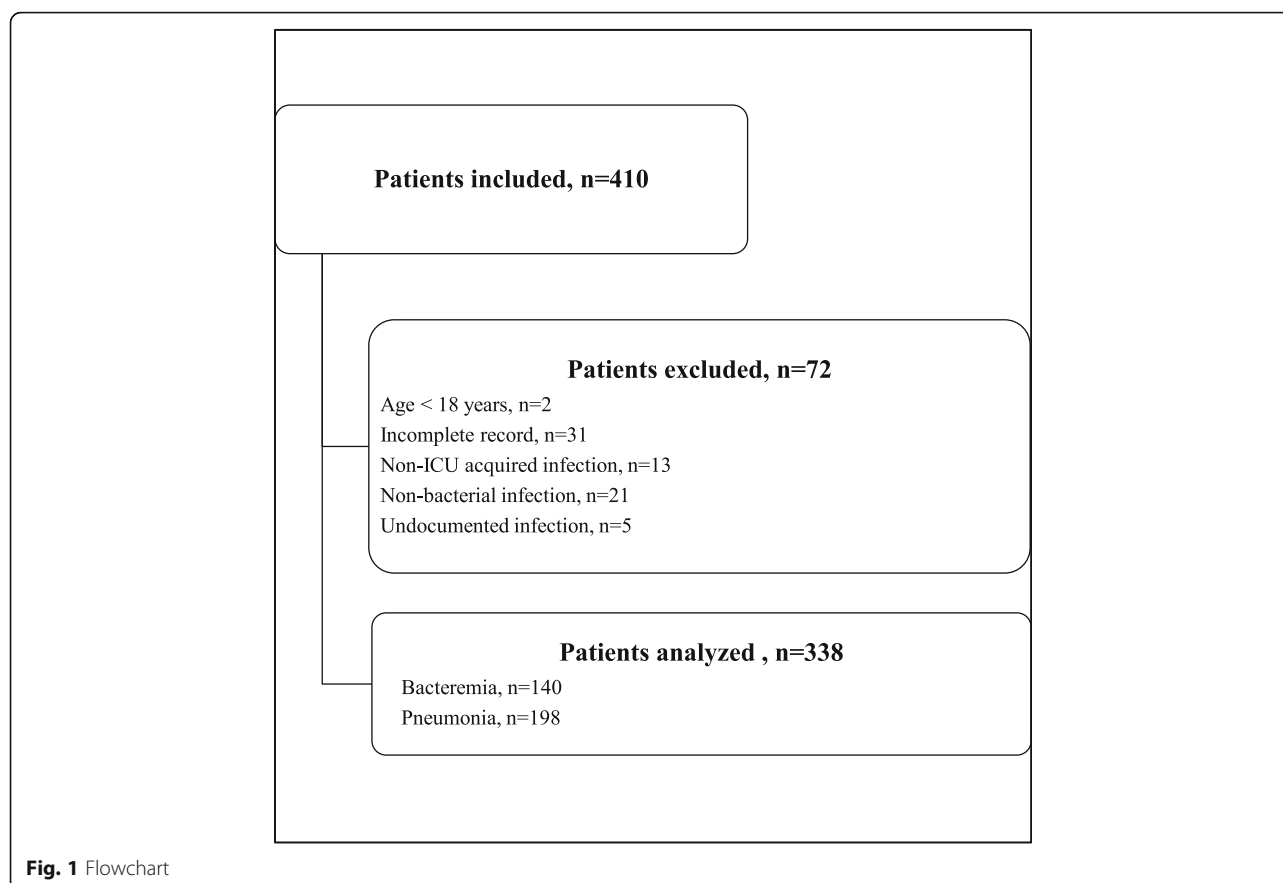 Patients included, n=410
Patients excluded, n=72
Age < 18 years, n=2
Incomplete record, n=31
Non-ICU acquired infection, n=13
Non-bacterial infection, n=21
Undocumented infection, n=5
Patients analyzed , n=338
Bacteremia, n=140
Pneumonia, n=198
Fig. 1 Flowchart